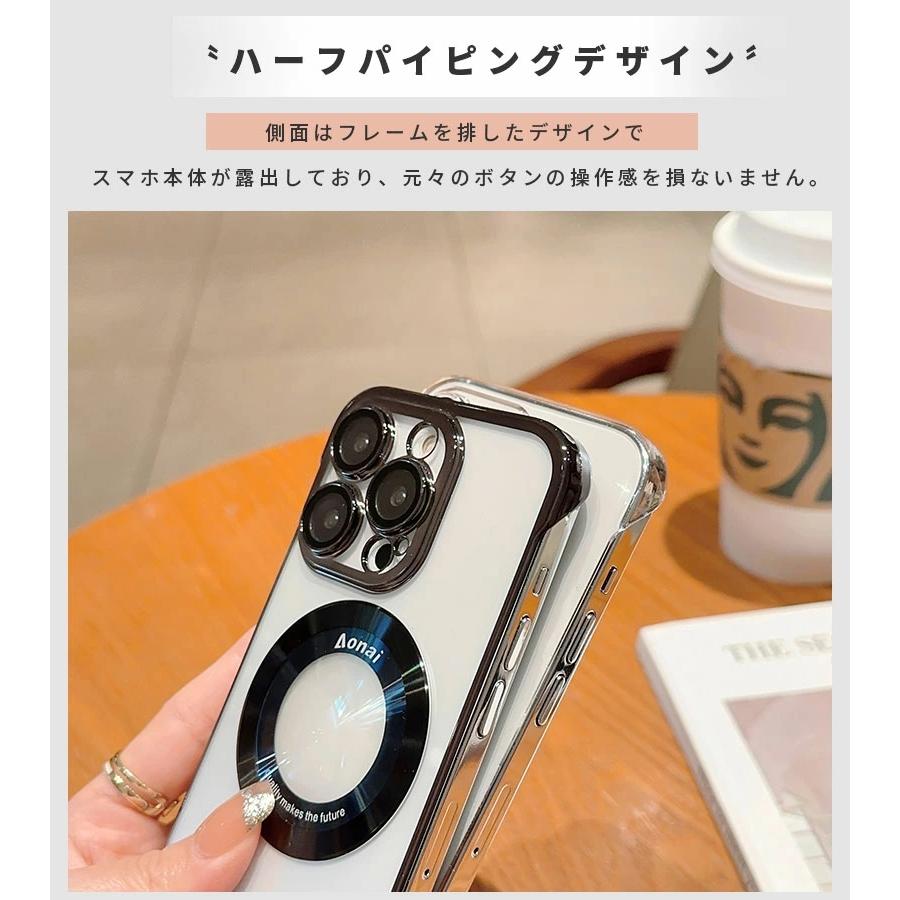 〝ハーフパイピングデザイン〞
側面はフレームを排したデザインで
スマホ本体が露出しており、元々のボタンの操作感を損ないません。
Aonai
makes the future
THE